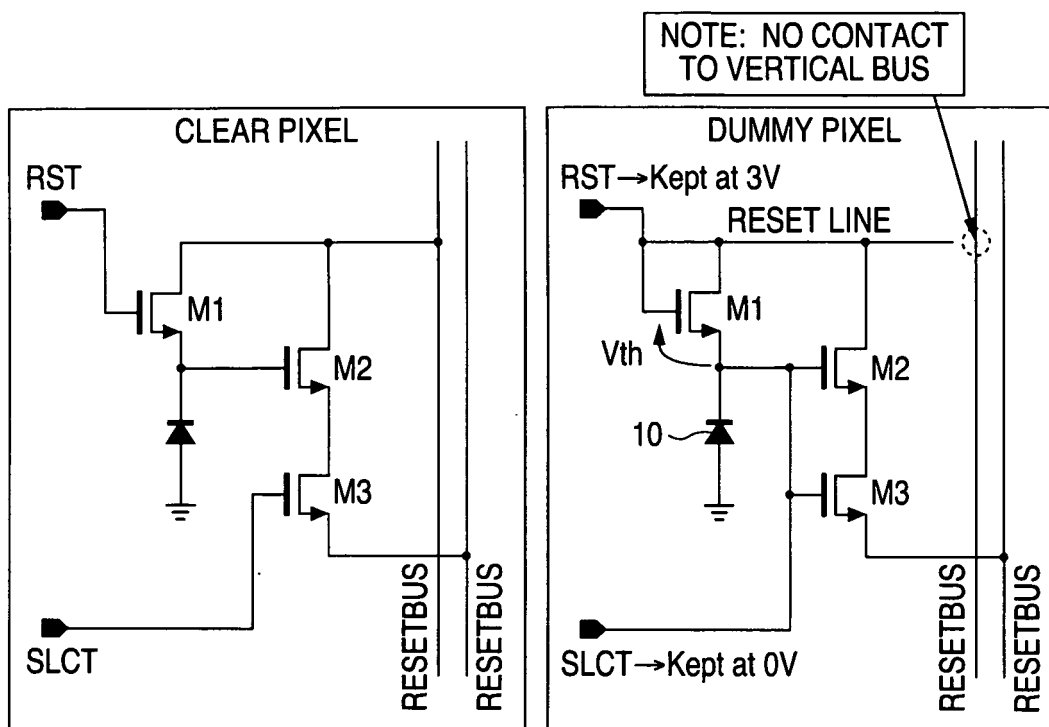 NOTE: NO CONTACT
TO VERTICAL BUS
CLEAR PIXEL
RST
M1
M2
M3
SLCT
RESETBUS
RESETBUS
DUMMY PIXEL
RST→Kept at 3V
RESET LINE
M1
Vth
M2
10
M3
SLCT→Kept at 0V
RESETBUS
RESETBUS